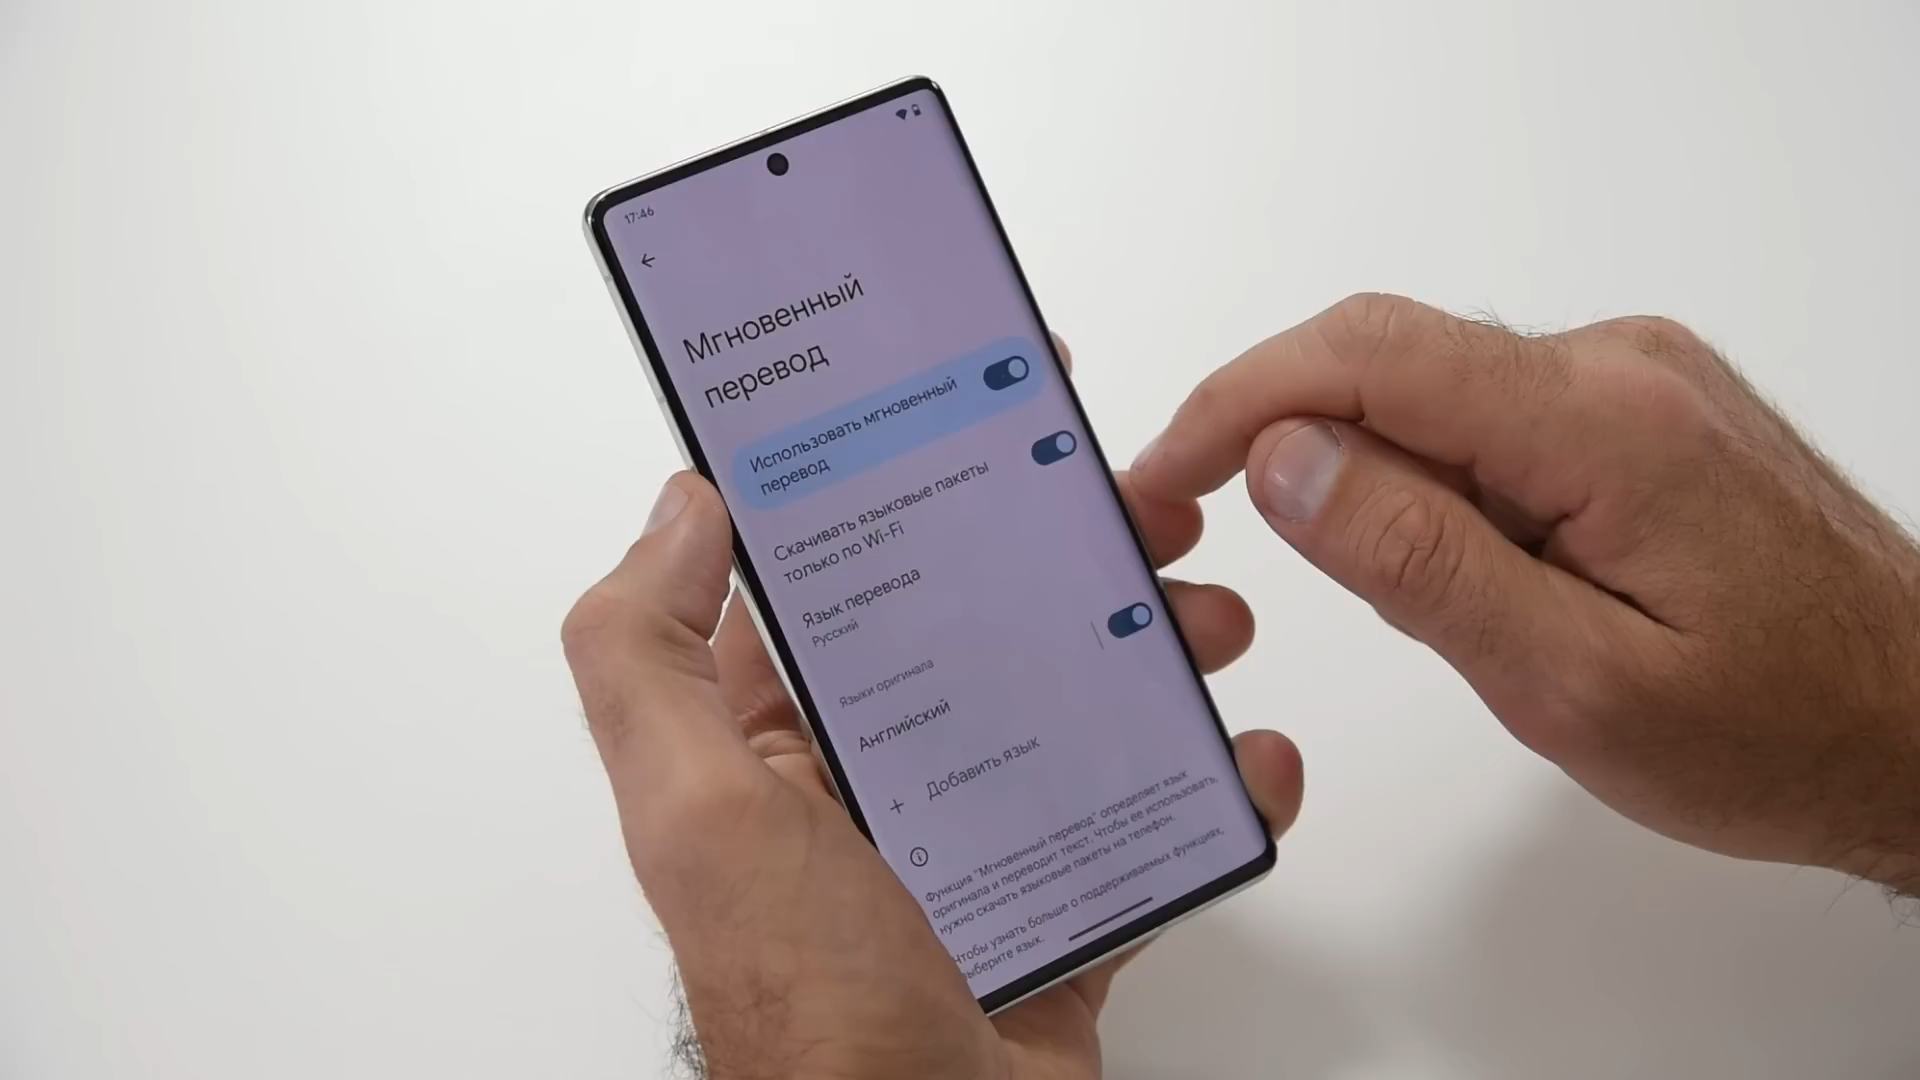 17:46
Мгновенный
перевод
Использовать мгновенный
перевод
Скачивать языковые пакеты
только по Wi-Fi
Язык перевода
Русский
Языки оригинала
Английский
+ Добавить язык
Функция "Мгновенный перевод" определяет язык
оригинала и переводит текст. Чтобы ее использовать,
нужно скачать языковые пакеты на телефон.
Чтобы узнать больше о поддерживаемых функциях,
выберите язык.